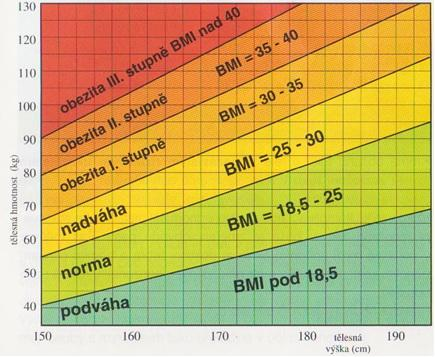 130
120
110
100
90
80
70
60
50
40
tělesná hmotnost (kg)
obezita III. stupně BMI nad 40
obezita II. stupně
BMI = 35 - 40
obezita I. stupně
BMI = 30 - 35
nadváha
BMI = 25 - 30
norma
BMI = 18,5 - 25
podváha
BMI pod 18,5
150
160
170
180
tělesná
výška (cm)
190